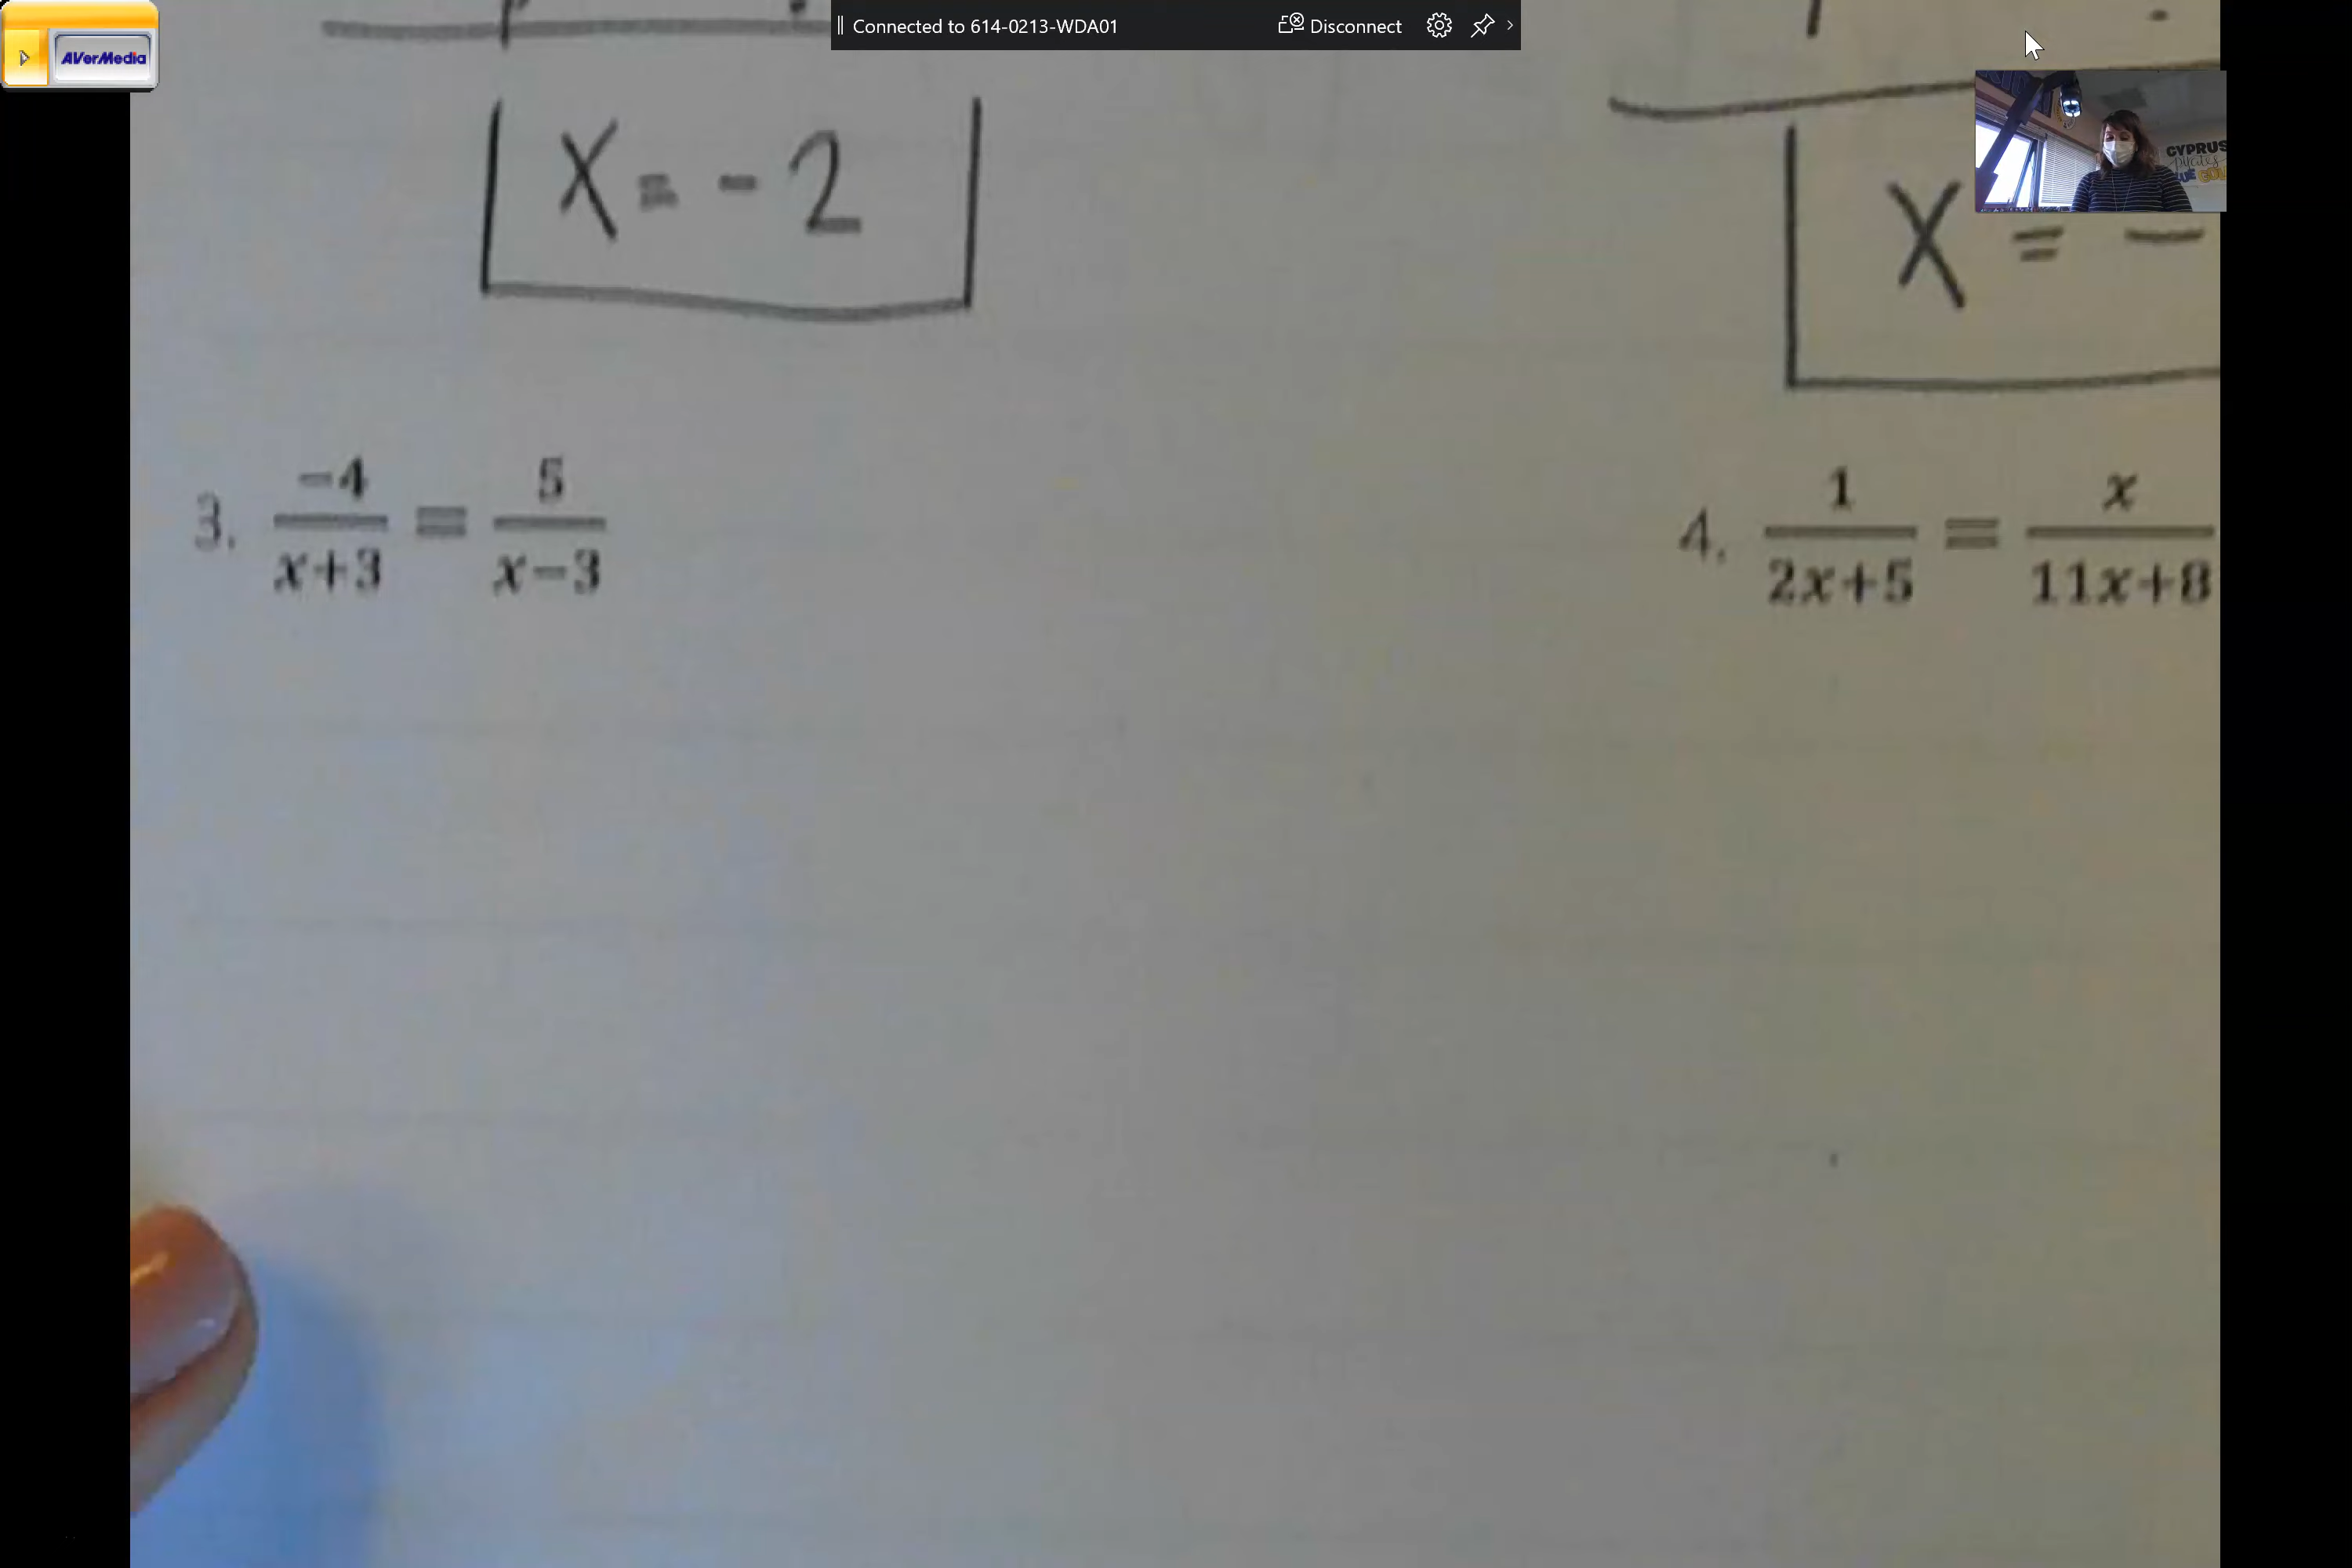 Connected to 614-0213-WDA01 Disconnect
AVerMedia
X = - 2
X = -
CYPRUS
3. -4/x+3 = 5/x-3
4. 1/2x+5 = x/11x+8